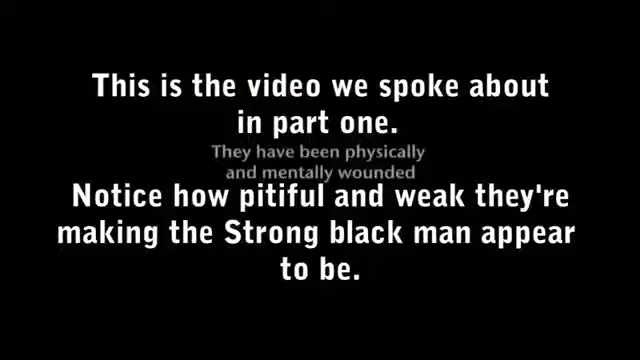 This is the video we spoke about
in part one.
They have been physically
and mentally wounded
Notice how pitiful and weak they're
making the Strong black man appear
to be.